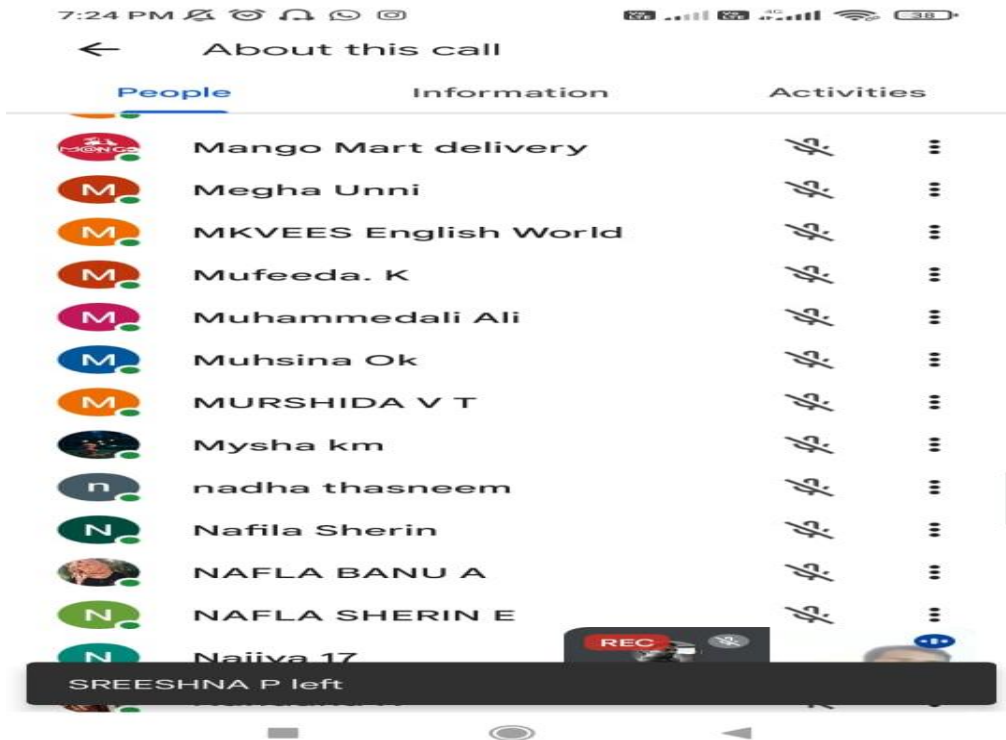 7:24 PM
38
About this call
People Information Activities
Mango Mart delivery
M Megha Unni
M MKVEES English World
M Mufeeda. K
M Muhammedali Ali
M Muhsina Ok
M MURSHIDA V T
Mysha km
n nadha thasneem
N Nafila Sherin
NAFLA BANU A
N NAFLA SHERIN E
REC
N Najiya 17
SREESHNA P left